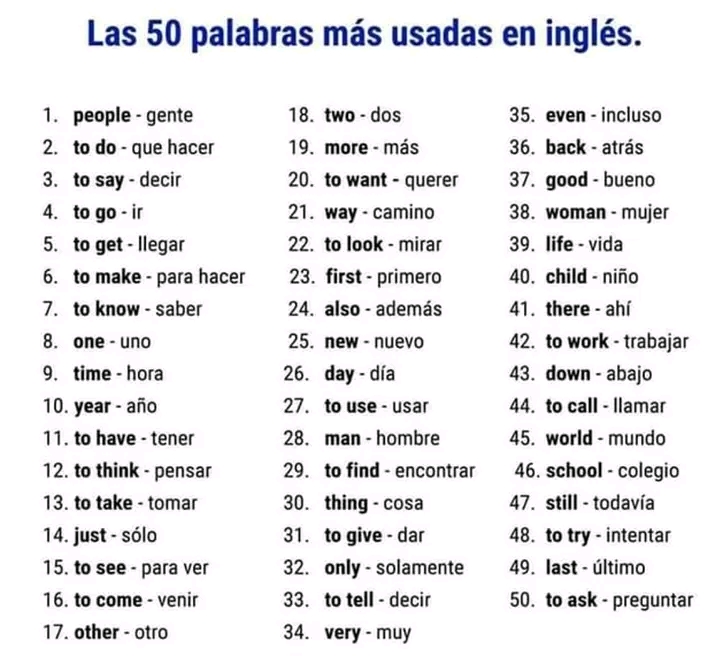 Las 50 palabras más usadas en inglés.
1. people - gente
2. to do - que hacer
3. to say - decir
4. to go - ir
5. to get - llegar
6. to make - para hacer
7. to know - saber
8. one - uno
9. time - hora
10. year - año
11. to have - tener
12. to think - pensar
13. to take - tomar
14. just - sólo
15. to see - para ver
16. to come - venir
17. other - otro
18. two - dos
19. more - más
20. to want - querer
21. way - camino
22. to look - mirar
23. first - primero
24. also - además
25. new - nuevo
26. day - día
27. to use - usar
28. man - hombre
29. to find - encontrar
30. thing - cosa
31. to give - dar
32. only - solamente
33. to tell - decir
34. very - muy
35. even - incluso
36. back - atrás
37. good - bueno
38. woman - mujer
39. life - vida
40. child - niño
41. there - ahí
42. to work - trabajar
43. down - abajo
44. to call - llamar
45. world - mundo
46. school - colegio
47. still - todavía
48. to try - intentar
49. last - último
50. to ask - preguntar